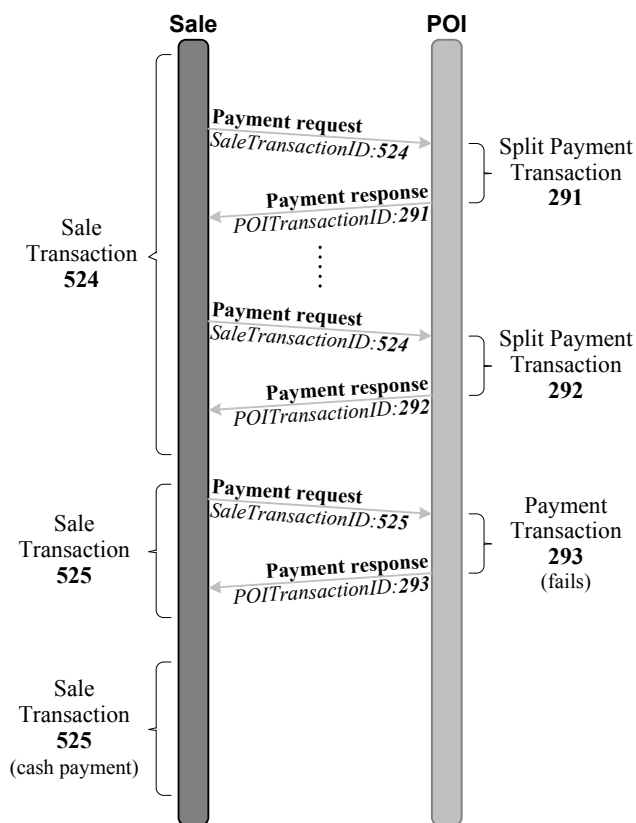 Sale
POI
Payment request
SaleTransactionID:524
Split Payment
Transaction
291
Payment response
POITransactionID:291
Sale
Transaction
524
Payment request
SaleTransactionID:524
Split Payment
Transaction
292
Payment response
POITransactionID:292
Payment request
SaleTransactionID:525
Sale
Transaction
525
Payment
Transaction
293
(fails)
Payment response
POITransactionID:293
Sale
Transaction
525
(cash payment)